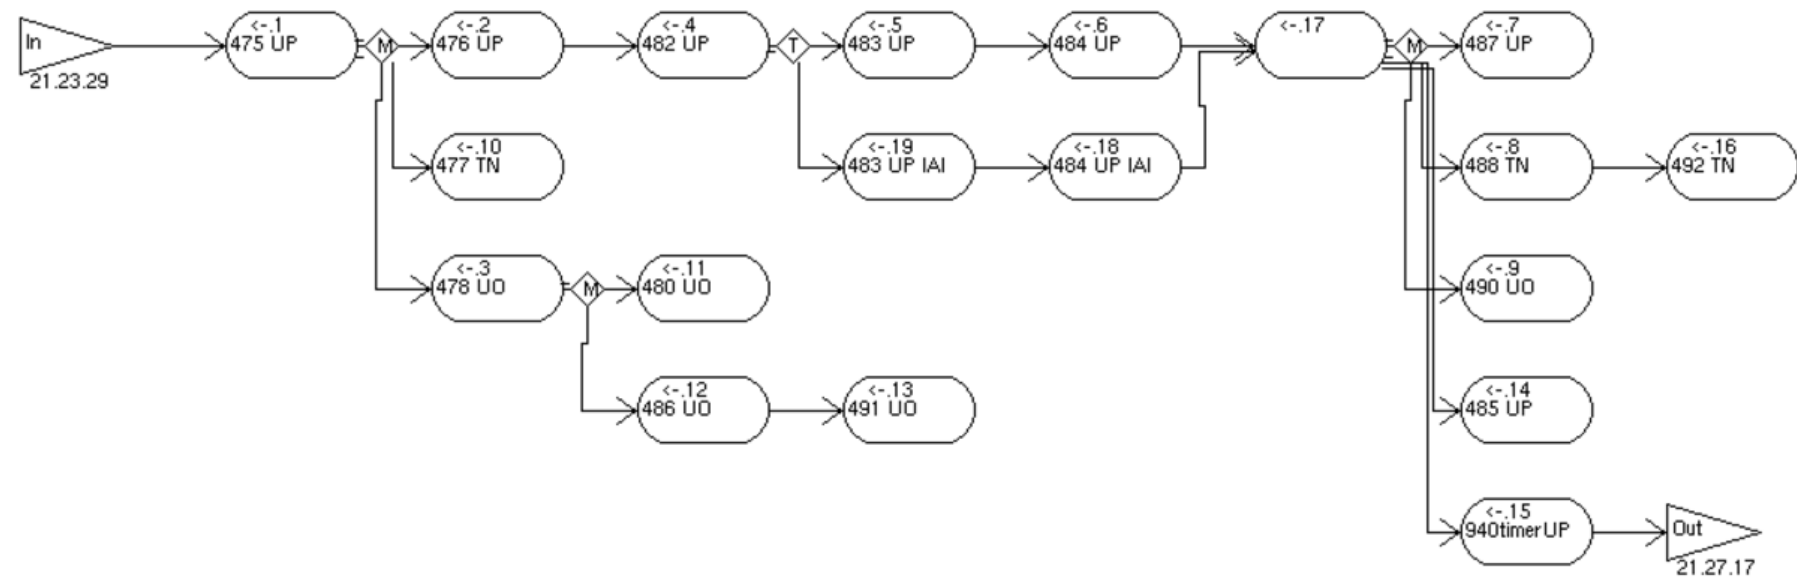 In
21.23.29
<-.1
475 UP
M
<-.2
476 UP
<-.4
482 UP
T
<-.5
483 UP
<-.6
484 UP
<-.17
M
<-.7
487 UP
<-.10
477 TN
<-.19
483 UP IAI
<-.18
484 UP IAI
<-.8
488 TN
<-.16
492 TN
<-.3
478 UO
M
<-.11
480 UO
<-.9
490 UO
<-.12
486 UO
<-.13
491 UO
<-.14
485 UP
<-.15
940timerUP
Out
21.27.17